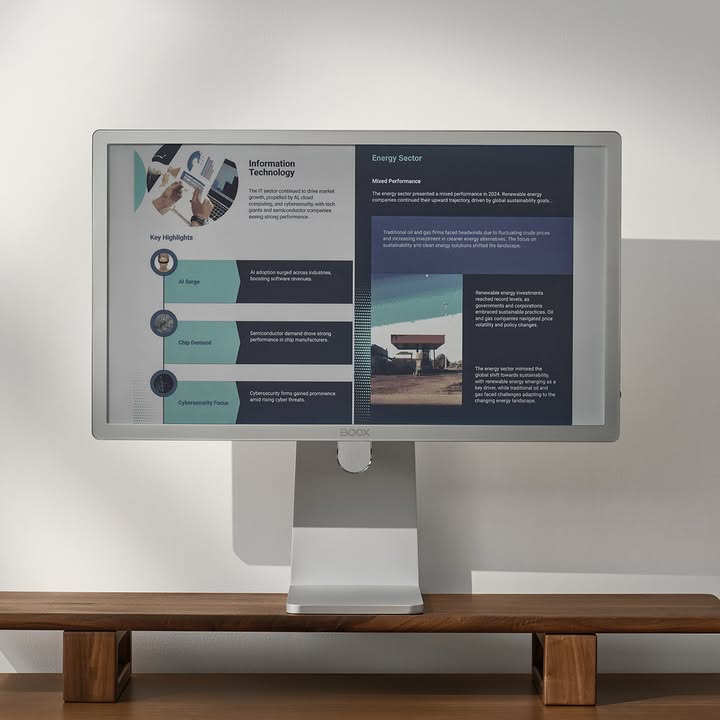 Information
Technology
The IT sector continued to drive market
growth, propelled by AI, cloud
computing, and cybersecurity, with tech
giants and semiconductor companies
seeing strong performance.
Key Highlights
AI Surge
AI adoption surged across industries,
boosting software revenues.
Chip Demand
Semiconductor demand drove strong
performance in chip manufacturers.
Cybersecurity Focus
Cybersecurity firms gained prominence
amid rising cyber threats.
Energy Sector
Mixed Performance
The energy sector presented a mixed performance in 2024. Renewable energy
companies continued their upward trajectory, driven by global sustainability goals..
Traditional oil and gas firms faced headwinds due to fluctuating crude prices
and increasing investment in cleaner energy alternatives. The focus on
sustainability and clean energy solutions shifted the landscape.
Renewable energy investments
reached record levels, as
governments and corporations
embraced sustainable practices. Oil
and gas companies navigated price
volatility and policy changes.
The energy sector mirrored the
global shift towards sustainability,
with renewable energy emerging as a
key driver, while traditional oil and
gas faced challenges adapting to the
changing energy landscape.
BOOX